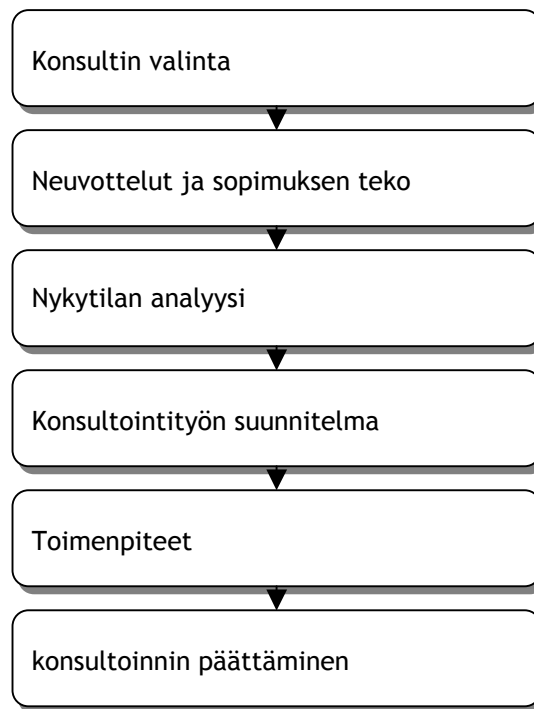 Konsultin valinta
Neuvottelut ja sopimuksen teko
Nykytilan analyysi
Konsultointityön suunnitelma
Toimenpiteet
konsultoinnin päättäminen